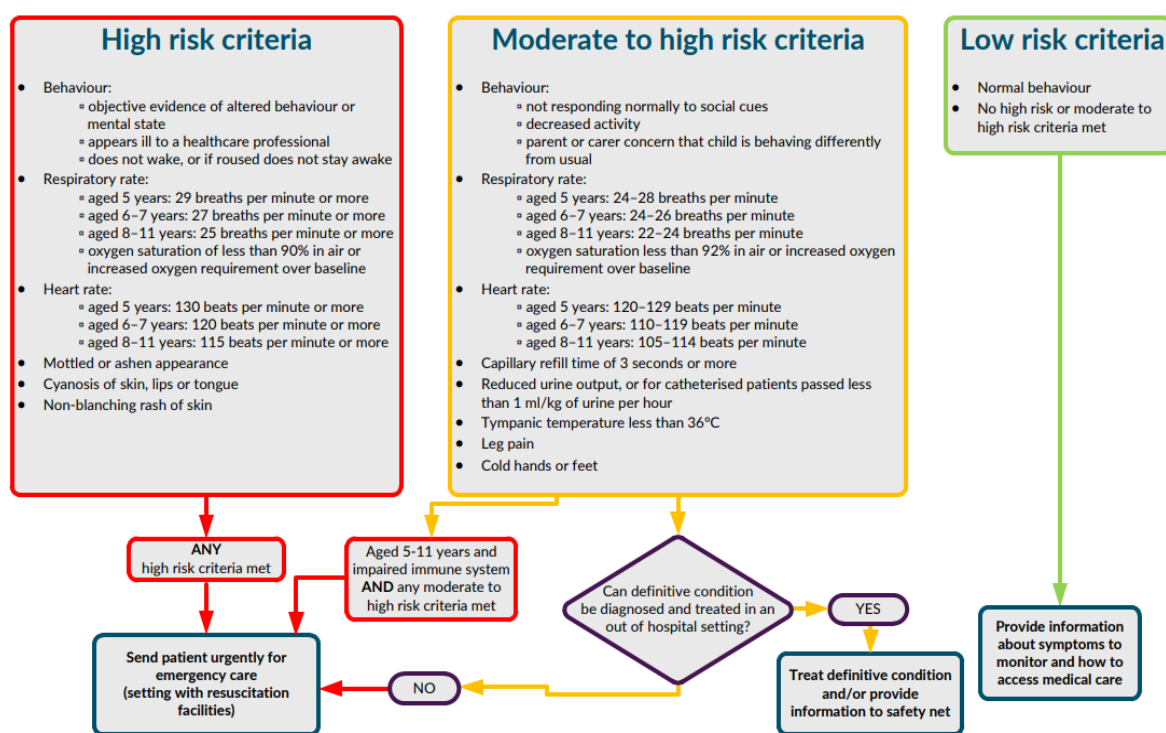 High risk criteria
● Behaviour:
▫ objective evidence of altered behaviour or
mental state
▫ appears ill to a healthcare professional
▫ does not wake, or if roused does not stay awake
● Respiratory rate:
▫ aged 5 years: 29 breaths per minute or more
▫ aged 6–7 years: 27 breaths per minute or more
▫ aged 8–11 years: 25 breaths per minute or more
▫ oxygen saturation of less than 90% in air or
increased oxygen requirement over baseline
● Heart rate:
▫ aged 5 years: 130 beats per minute or more
▫ aged 6–7 years: 120 beats per minute or more
▫ aged 8–11 years: 115 beats per minute or more
● Mottled or ashen appearance
● Cyanosis of skin, lips or tongue
● Non-blanching rash of skin
Moderate to high risk criteria
● Behaviour:
▫ not responding normally to social cues
▫ decreased activity
▫ parent or carer concern that child is behaving differently
from usual
● Respiratory rate:
▫ aged 5 years: 24–28 breaths per minute
▫ aged 6–7 years: 24–26 breaths per minute
▫ aged 8–11 years: 22–24 breaths per minute
▫ oxygen saturation less than 92% in air or increased oxygen
requirement over baseline
● Heart rate:
▫ aged 5 years: 120–129 beats per minute
▫ aged 6–7 years: 110–119 beats per minute
▫ aged 8–11 years: 105–114 beats per minute
● Capillary refill time of 3 seconds or more
● Reduced urine output, or for catheterised patients passed less
than 1 ml/kg of urine per hour
● Tympanic temperature less than 36°C
● Leg pain
● Cold hands or feet
Low risk criteria
● Normal behaviour
● No high risk or moderate to
high risk criteria met
ANY
high risk criteria met
Aged 5-11 years and
impaired immune system
AND any moderate to
high risk criteria met
Can definitive condition
be diagnosed and treated in an
out of hospital setting?
YES
NO
Send patient urgently for
emergency care
(setting with resuscitation
facilities)
Treat definitive condition
and/or provide
information to safety net
Provide information
about symptoms to
monitor and how to
access medical care